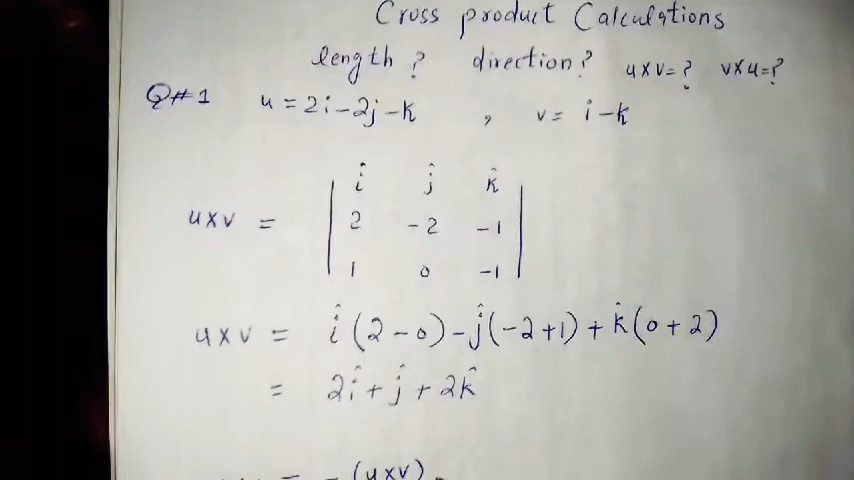 Cross product Calculations
length ? direction? u×v=? v×u=?
Q#1 u = 2i-2j-k , v = i-k
î ĵ k̂
u×v = 2 -2 -1
1 0 -1
u×v = î(2-0)-ĵ(-2+1)+k̂(0+2)
= 2î+ĵ+2k̂
= -(u×v)